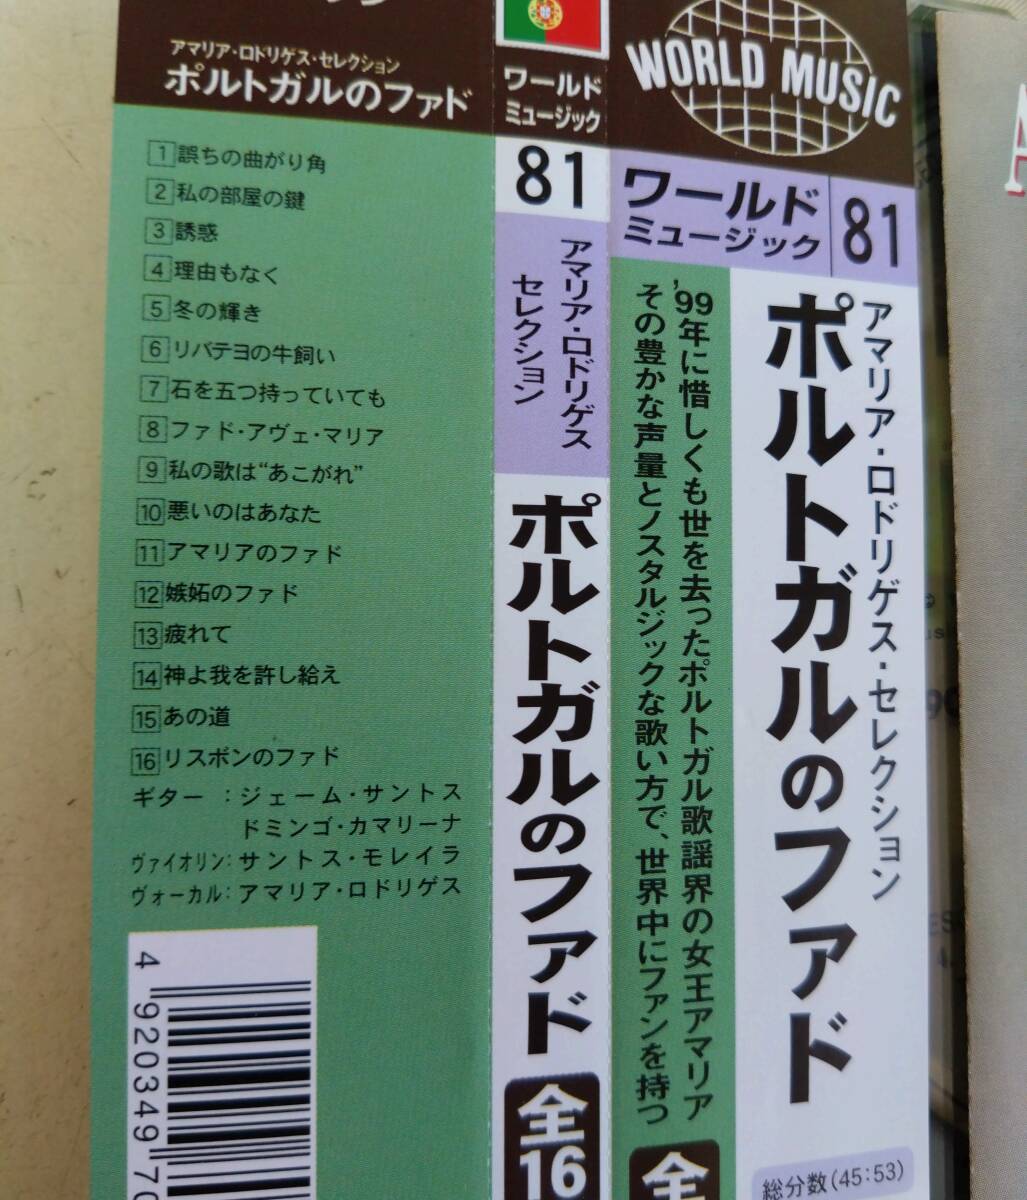 アマリア・ロドリゲス・セレクション
ポルトガルのファド
1 誤ちの曲がり角
2 私の部屋の鍵
3 誘惑
4 理由もなく
5 冬の輝き
6 リバテヨの牛飼い
7 石を五つ持っていても
8 ファド・アヴェ・マリア
9 私の歌は“あこがれ”
10 悪いのはあなた
11 アマリアのファド
12 嫉妬のファド
13 疲れて
14 神よ我を許し給え
15 あの道
16 リスボンのファド
ギター：ジェーム・サントス
ドミンゴ・カマリーナ
ヴァイオリン：サントス・モレイラ
ヴォーカル：アマリア・ロドリゲス
4 920349 7
ワールド
ミュージック
81
アマリア・ロドリゲス
セレクション
ポルトガルのファド
全
16
WORLD MUSIC
ワールド
ミュージック
81
アマリア・ロドリゲス・セレクション
ポルトガルのファド
'99年に惜しくも世を去ったポルトガル歌謡界の女王アマリア
その豊かな声量とノスタルジックな歌い方で、世界中にファンを持つ
全
総分数(45:53)